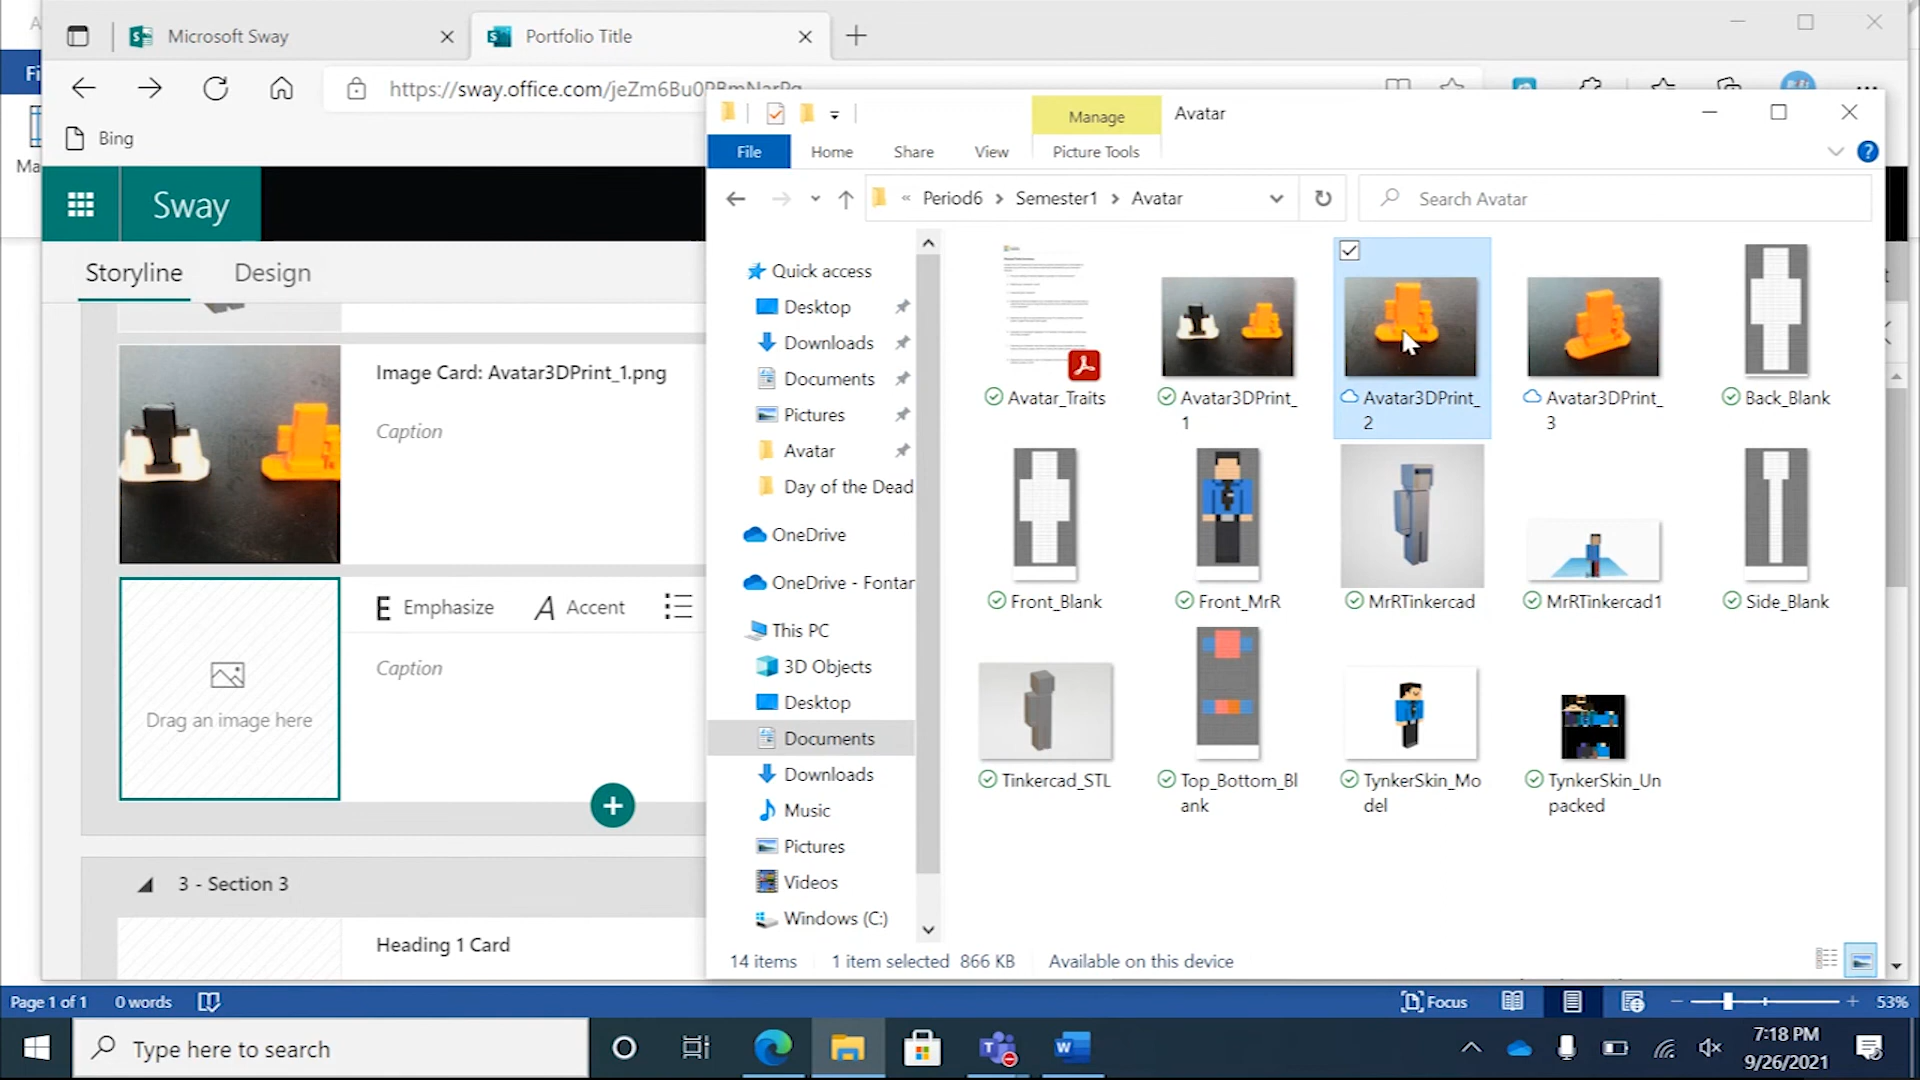 Microsoft Sway
Portfolio Title
Fi
https://sway.office.com/jeZm6Bu0
Bing
Ma
Sway
Storyline
Design
Image Card: Avatar3DPrint_1.png
Caption
E Emphasize
A Accent
Caption
Drag an image here
3 - Section 3
Heading 1 Card
Manage
Avatar
File
Home
Share
View
Picture Tools
« Period6 > Semester1 > Avatar
Search Avatar
Quick access
Desktop
Downloads
Documents
Pictures
Avatar
Day of the Dead
OneDrive
OneDrive - Fontar
This PC
3D Objects
Desktop
Documents
Downloads
Music
Pictures
Videos
Windows (C:)
Avatar_Traits
Avatar3DPrint_
1
Avatar3DPrint_
2
Avatar3DPrint_
3
Back_Blank
Front_Blank
Front_MrR
MrRTinkercad
MrRTinkercad1
Side_Blank
Tinkercad_STL
Top_Bottom_Bl
ank
TynkerSkin_Mo
del
TynkerSkin_Un
packed
14 items
1 item selected 866 KB
Available on this device
Page 1 of 1
0 words
Focus
53%
Type here to search
7:18 PM
9/26/2021